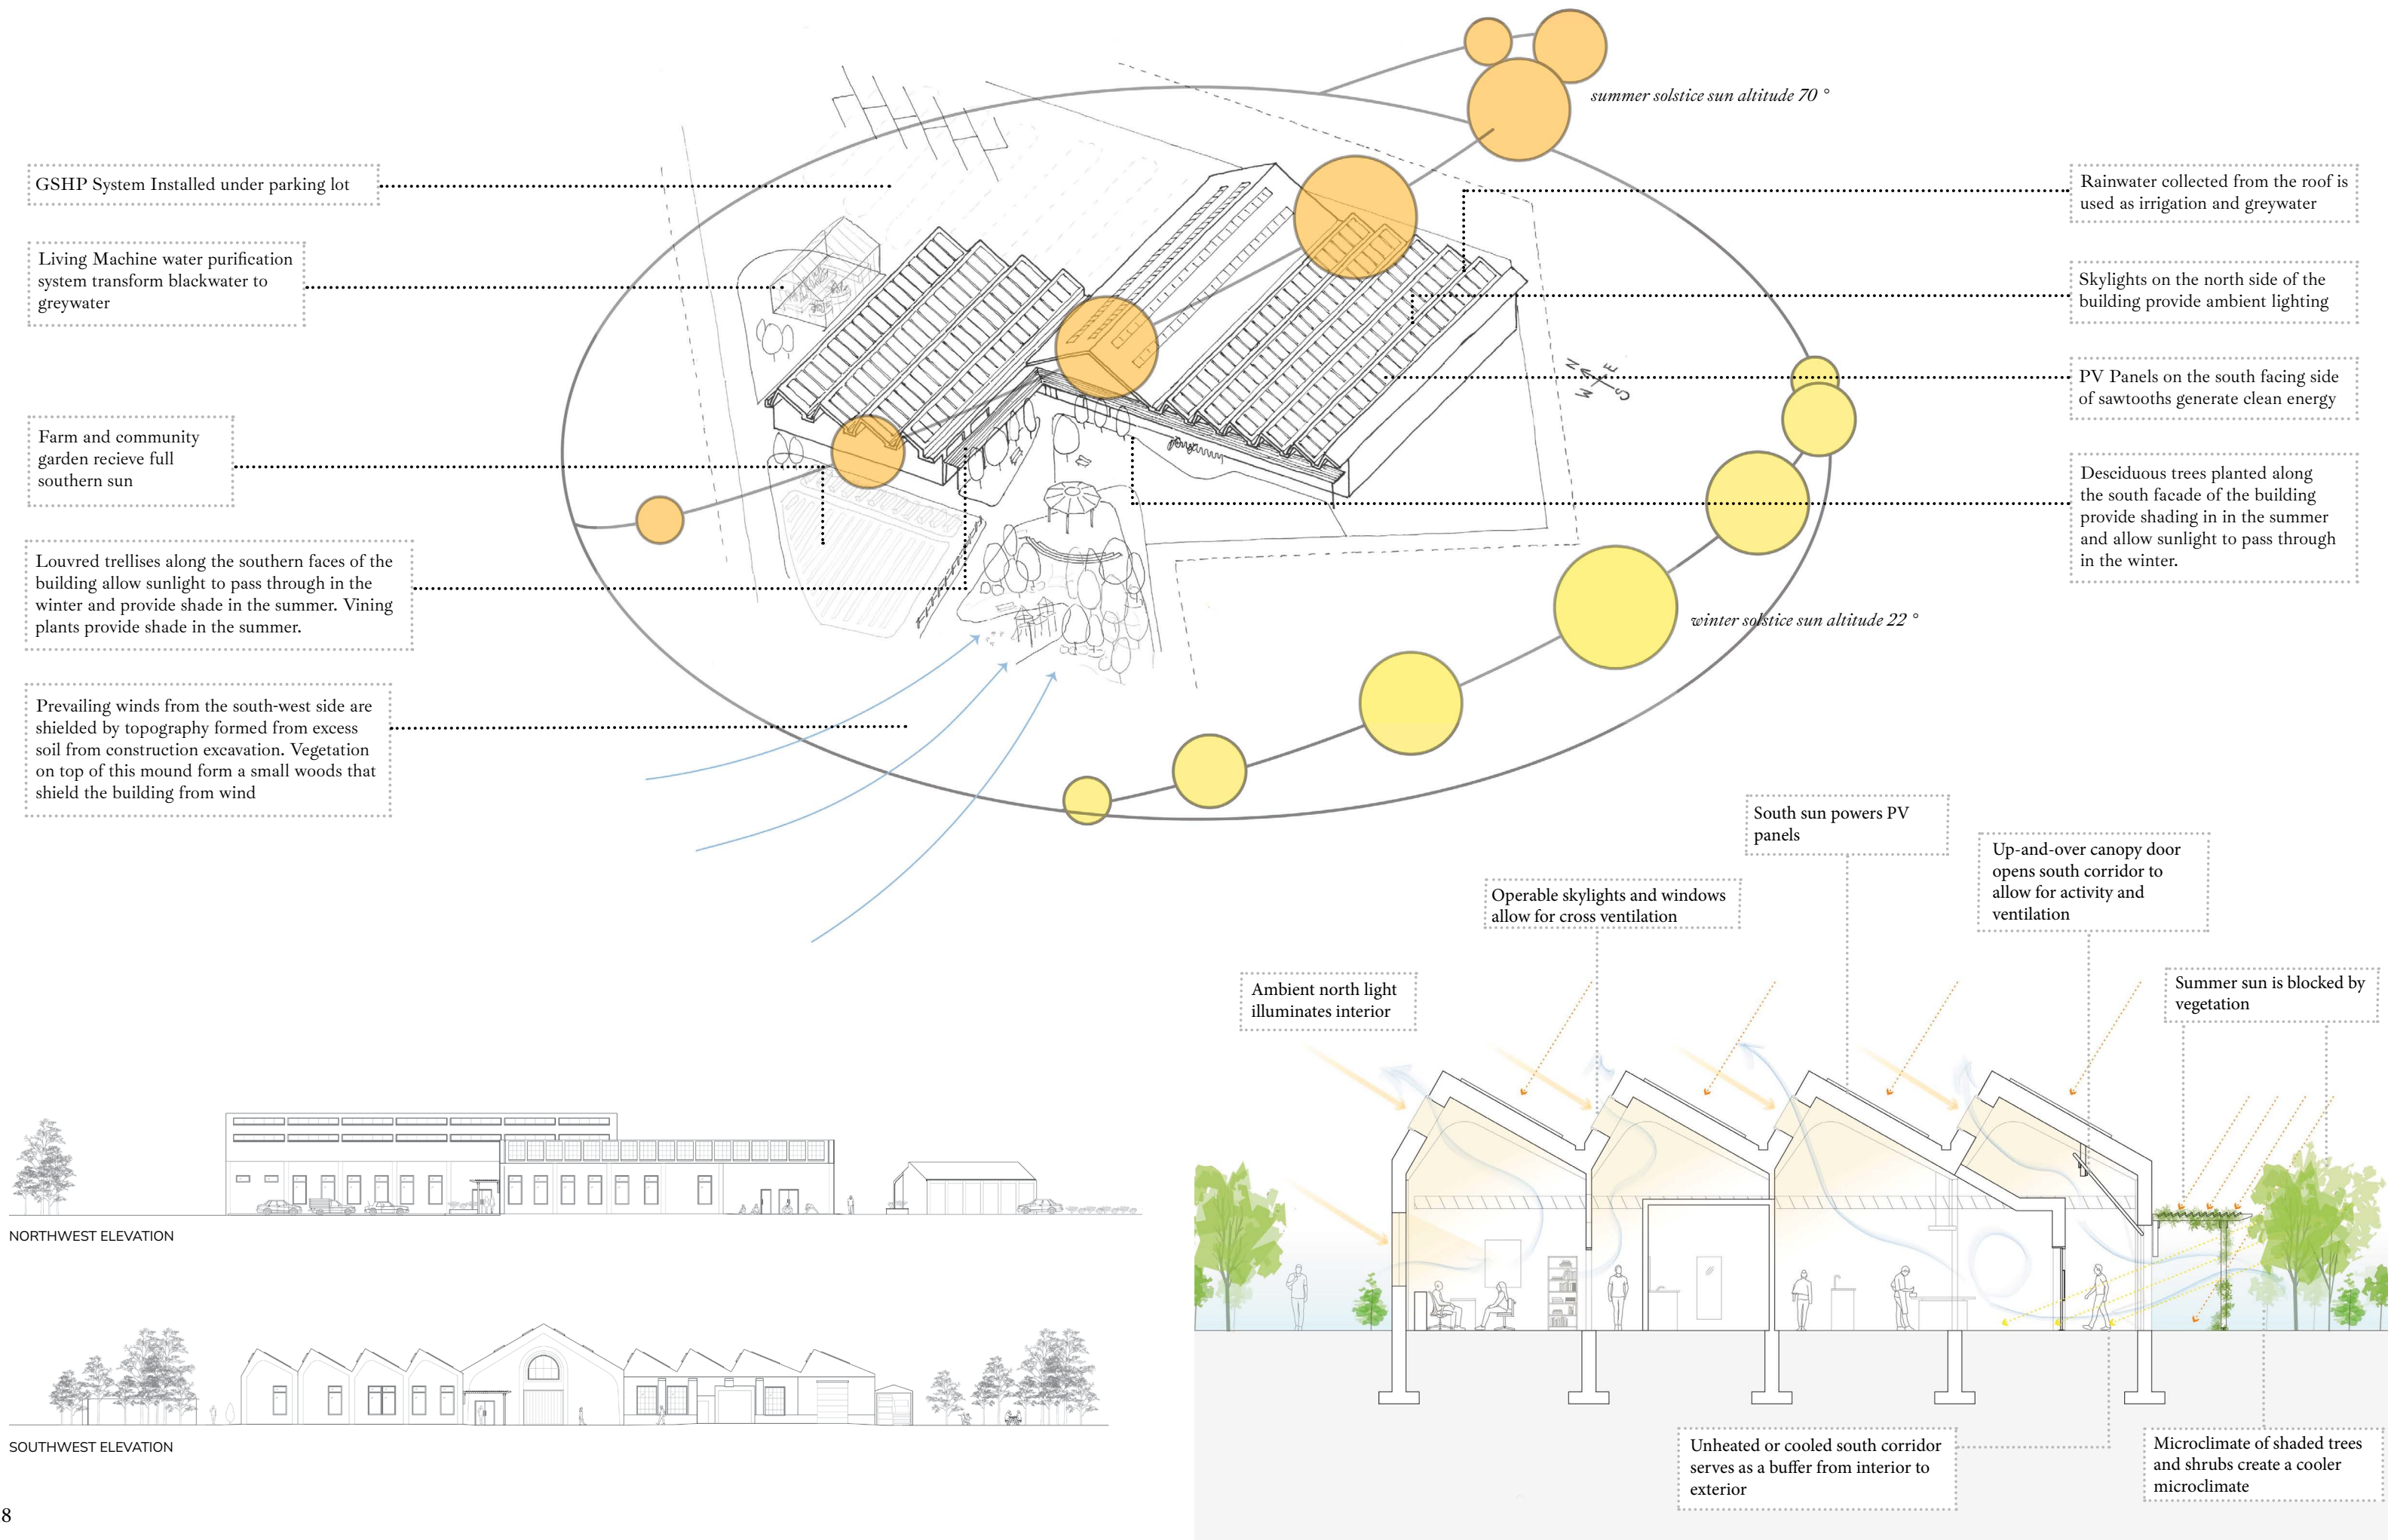 summer solstice sun altitude 70 °
GSHP System Installed under parking lot
Living Machine water purification
system transform blackwater to
greywater
Farm and community
garden recieve full
southern sun
Louvred trellises along the southern faces of the
building allow sunlight to pass through in the
winter and provide shade in the summer. Vining
plants provide shade in the summer.
Prevailing winds from the south-west side are
shielded by topography formed from excess
soil from construction excavation. Vegetation
on top of this mound form a small woods that
shield the building from wind
Rainwater collected from the roof is
used as irrigation and greywater
Skylights on the north side of the
building provide ambient lighting
PV Panels on the south facing side
of sawtooths generate clean energy
Desciduous trees planted along
the south facade of the building
provide shading in in the summer
and allow sunlight to pass through
in the winter.
N
E
W
S
winter solstice sun altitude 22 °
South sun powers PV
panels
Up-and-over canopy door
opens south corridor to
allow for activity and
ventilation
Operable skylights and windows
allow for cross ventilation
Ambient north light
illuminates interior
Summer sun is blocked by
vegetation
NORTHWEST ELEVATION
SOUTHWEST ELEVATION
Unheated or cooled south corridor
serves as a buffer from interior to
exterior
Microclimate of shaded trees
and shrubs create a cooler
microclimate
8